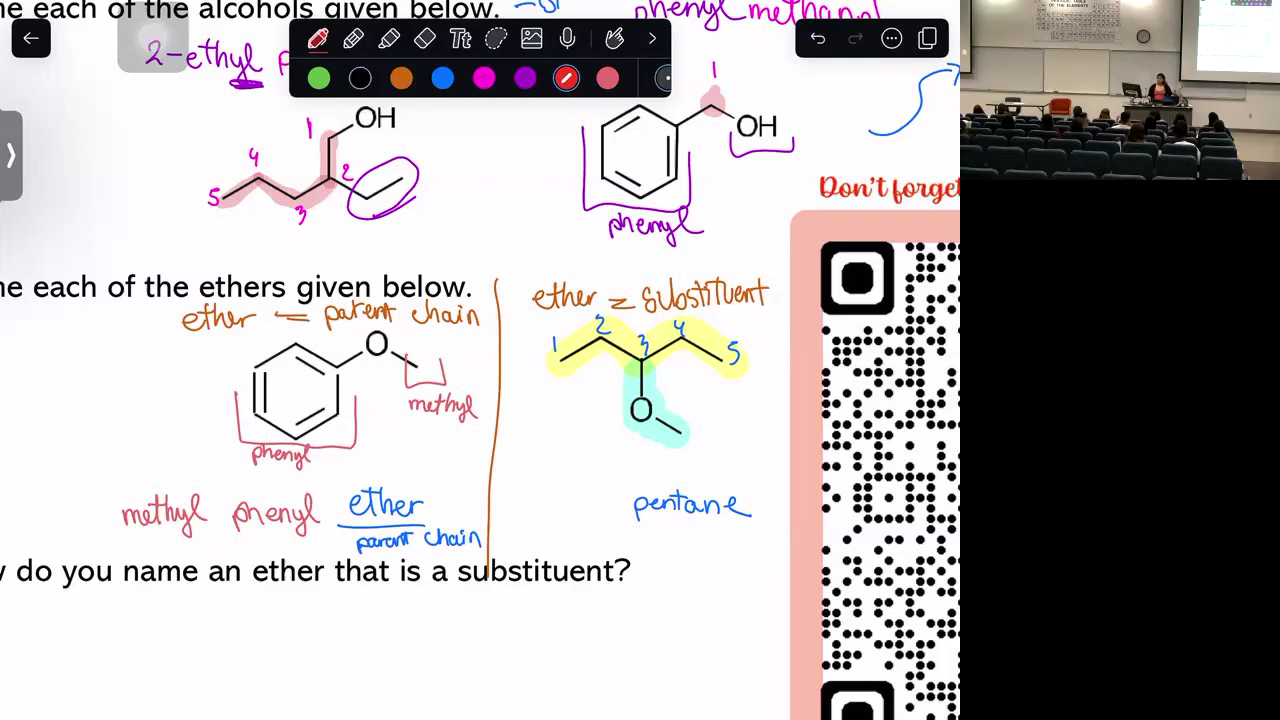 ne each of the alcohols given below.
phenyl methanol
2-ethyl
Tt
1
OH
4
2
5
3
1
OH
phenyl
Don't forget
ne each of the ethers given below.
ether = parent chain
O
methyl
phenyl
methyl phenyl ether
parent chain
ether = substituent
1
2
3
4
5
O
pentane
w do you name an ether that is a substituent?